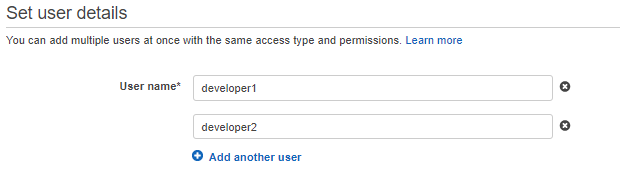 Set user details
You can add multiple users at once with the same access type and permissions. Learn more
User name* developer1
developer2
Add another user